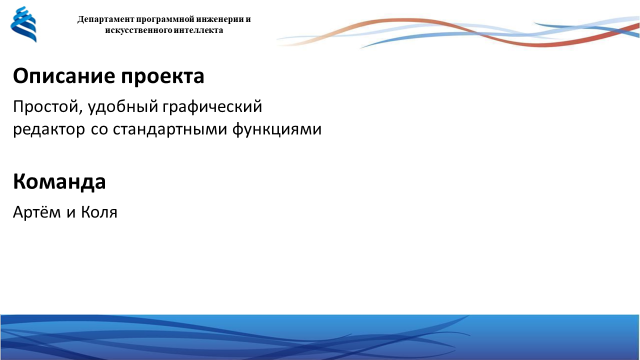 Департамент программной инженерии и
искусственного интеллекта
Описание проекта
Простой, удобный графический
редактор со стандартными функциями
Команда
Артём и Коля